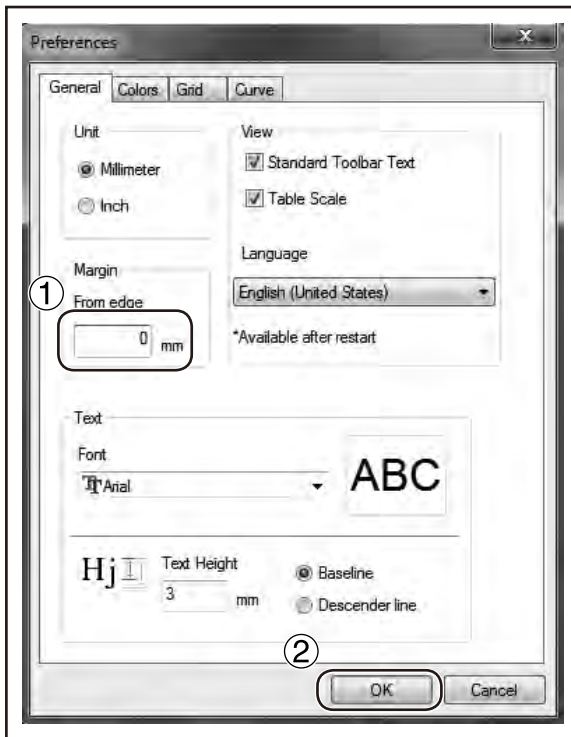 Preferences
General Colors Grid Curve
Unit
Millimeter
Inch
View
Standard Toolbar Text
Table Scale
Language
English (United States)
*Available after restart
Margin
① From edge
0 mm
Text
Font
Arial
ABC
Hj
Text Height
3 mm
Baseline
Descender line
②
OK Cancel